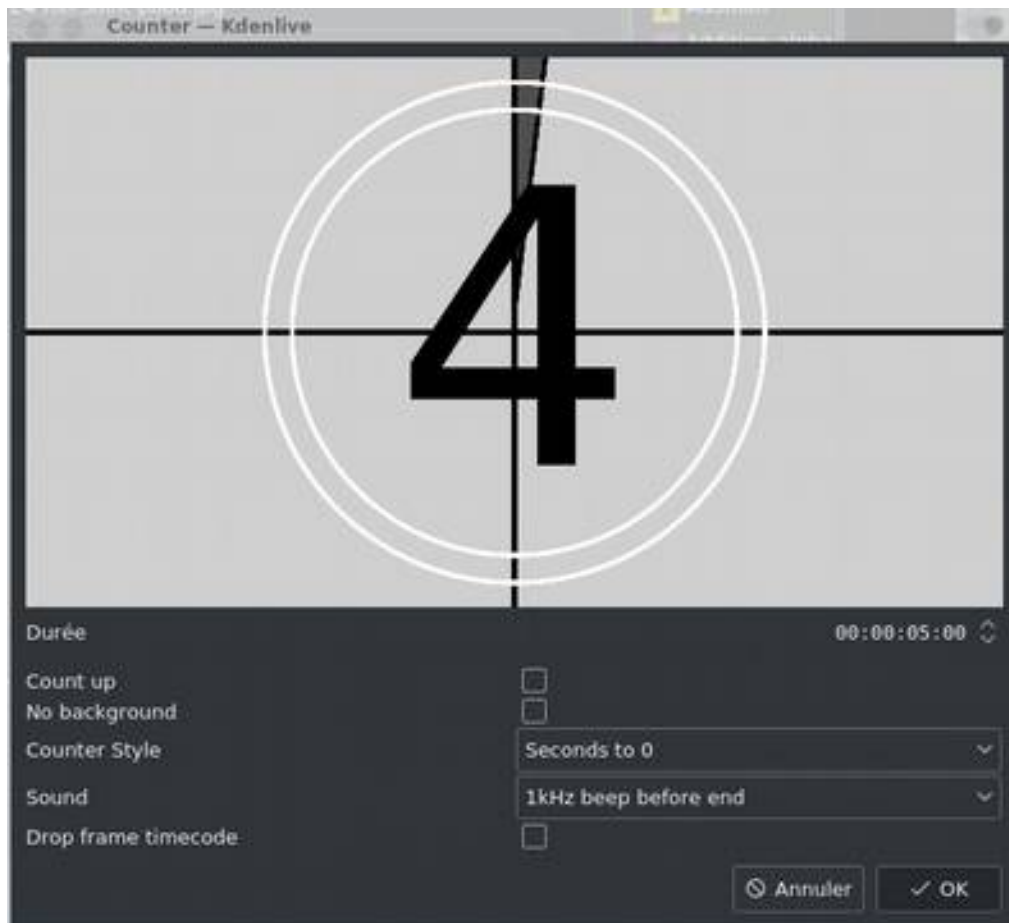 Counter — Kdenlive
4
Durée 00:00:05:00
Count up
No background
Counter Style Seconds to 0
Sound 1kHz beep before end
Drop frame timecode
Annuler OK